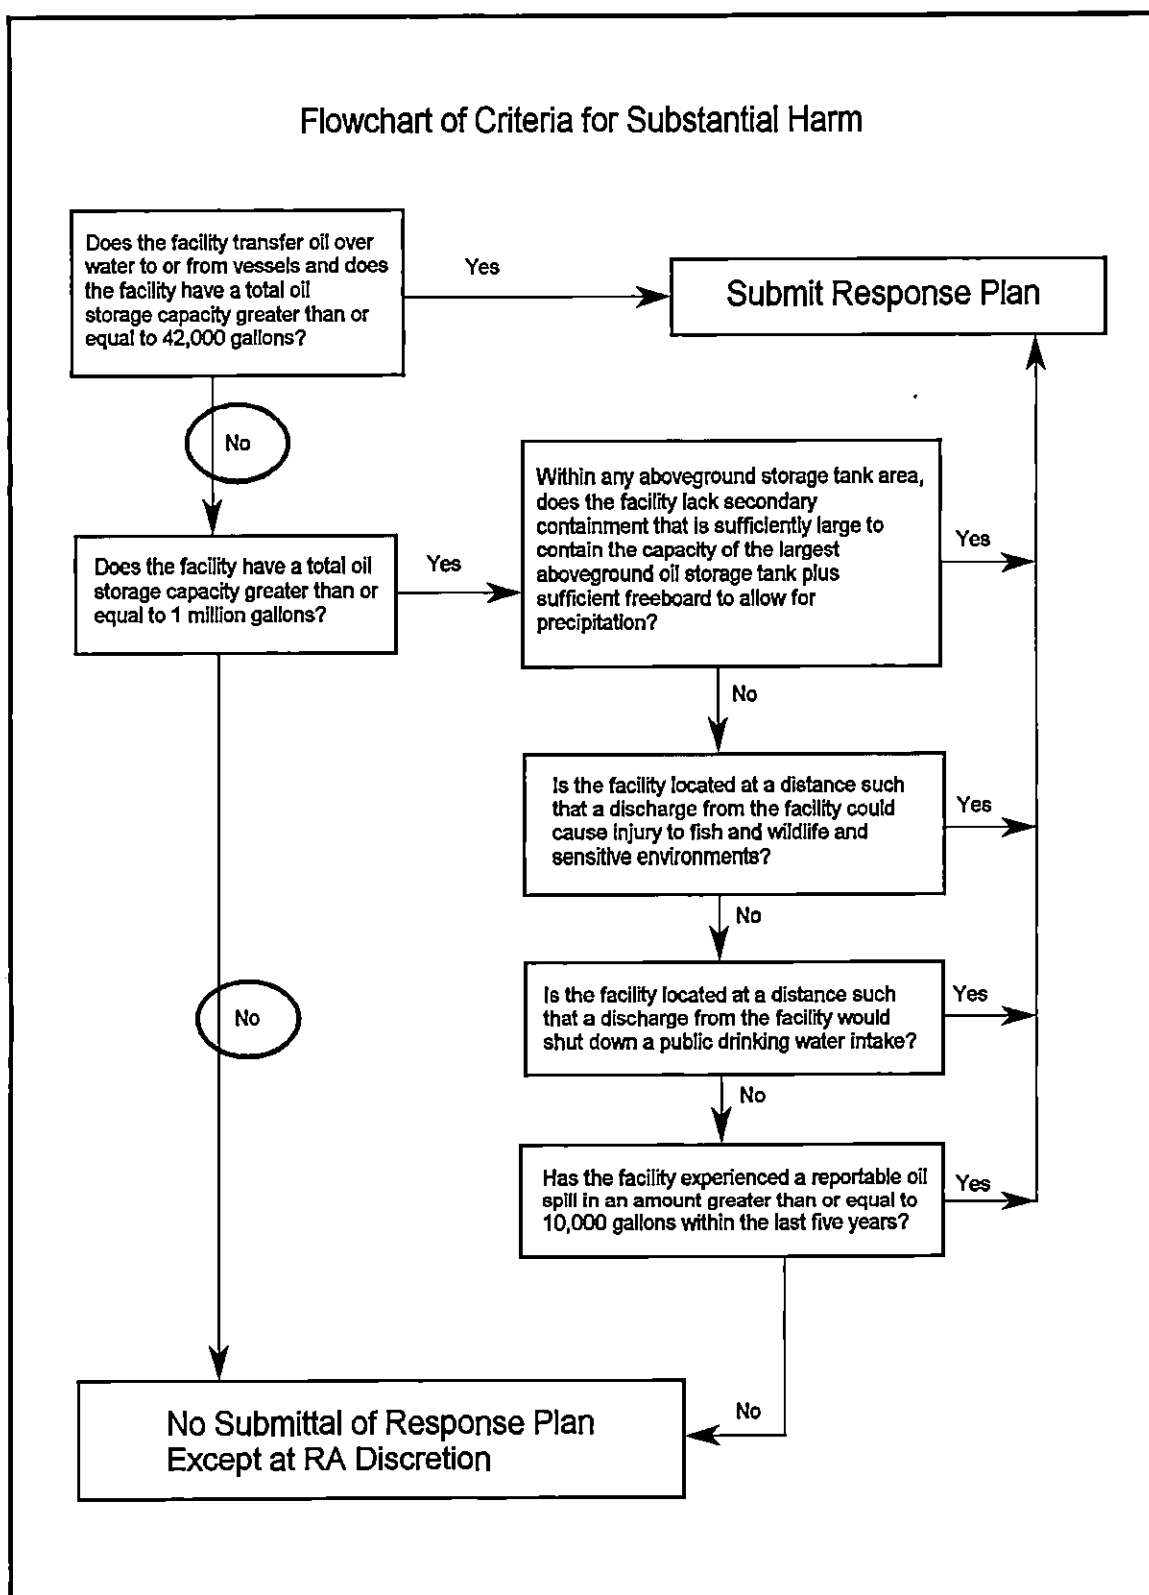 Flowchart of Criteria for Substantial Harm
Does the facility transfer oil over
water to or from vessels and does
the facility have a total oil
storage capacity greater than or
equal to 42,000 gallons?
Yes
Submit Response Plan
No
Does the facility have a total oil
storage capacity greater than or
equal to 1 million gallons?
Yes
Within any aboveground storage tank area,
does the facility lack secondary
containment that is sufficiently large to
contain the capacity of the largest
aboveground oil storage tank plus
sufficient freeboard to allow for
precipitation?
Yes
No
Is the facility located at a distance such
that a discharge from the facility could
cause injury to fish and wildlife and
sensitive environments?
Yes
No
Is the facility located at a distance such
that a discharge from the facility would
shut down a public drinking water intake?
Yes
No
No
Has the facility experienced a reportable oil
spill in an amount greater than or equal to
10,000 gallons within the last five years?
Yes
No
No Submittal of Response Plan
Except at RA Discretion